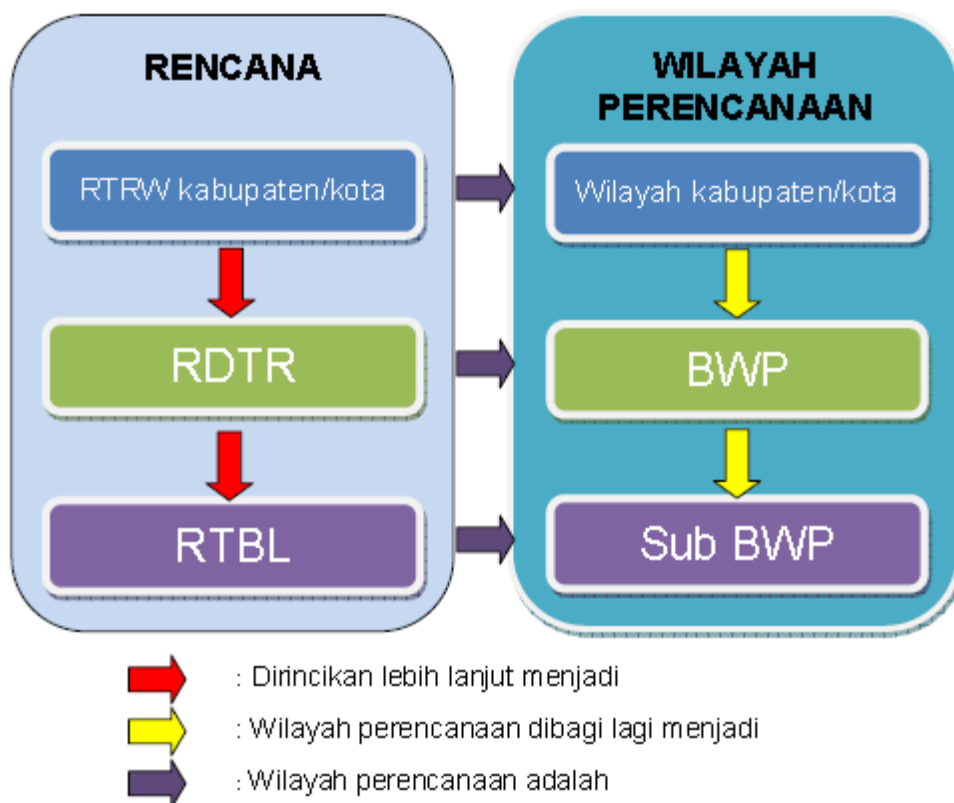 RENCANA
RTRW kabupaten/kota
RDTR
RTBL
WILAYAH
PERENCANAAN
Wilayah kabupaten/kota
BWP
Sub BWP
: Dirincikan lebih lanjut menjadi
: Wilayah perencanaan dibagi lagi menjadi
: Wilayah perencanaan adalah